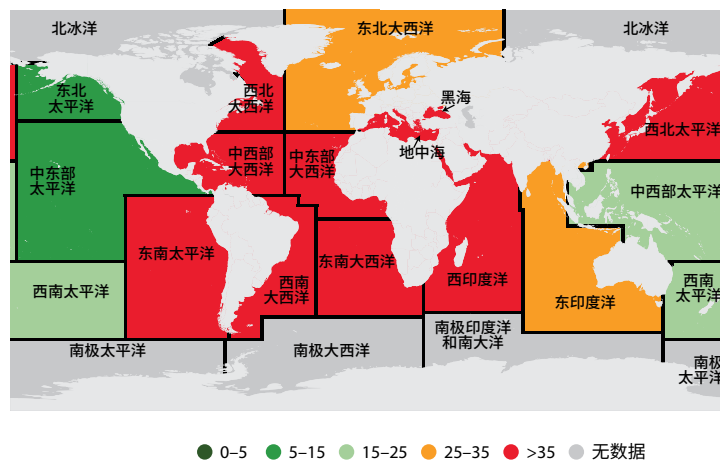 北冰洋
东北大西洋
北冰洋
东北
太平洋
西北
大西洋
黑海
西北太平洋
地中海
中西部
大西洋
中东部
大西洋
中东部
太平洋
中西部太平洋
东南太平洋
东南大西洋
西印度洋
西南
大西洋
西南太平洋
东印度洋
西南
太平洋
南极太平洋
南极大西洋
南极印度洋
和南大洋
南极
太平洋
0–5
5–15
15–25
25–35
>35
无数据